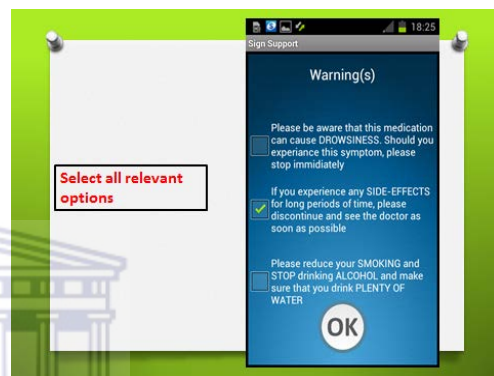 18:25
Sign Support
Warning(s)
Please be aware that this medication
can cause DROWSINESS. Should you
experiance this symptom, please
stop immidiately
Select all relevant
options
If you experience any SIDE-EFFECTS
for long periods of time, please
discontinue and see the doctor as
soon as possible
Please reduce your SMOKING and
STOP drinking ALCOHOL and make
sure that you drink PLENTY OF
WATER
OK